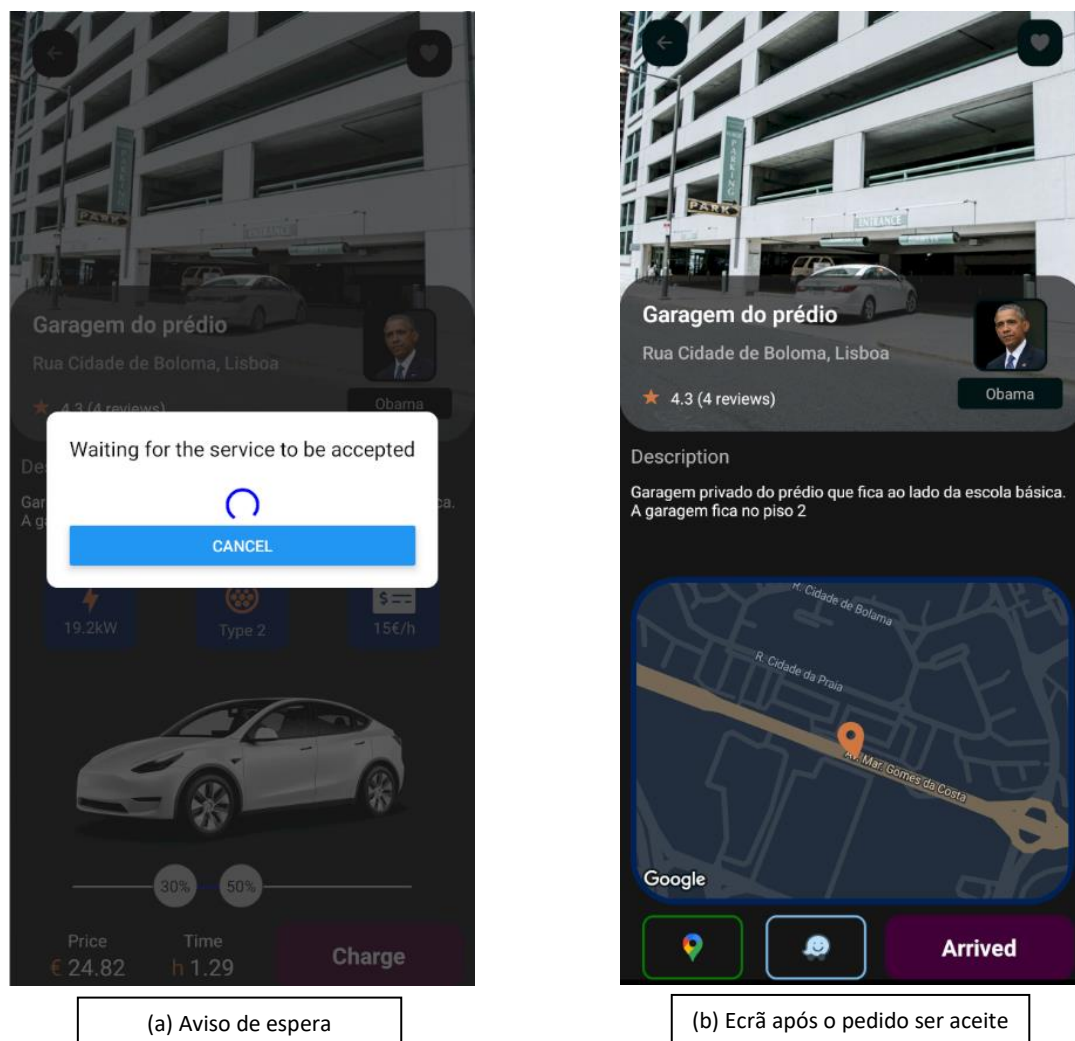 PARK
ENTRANCE
Garagem do prédio
Rua Cidade de Boloma, Lisboa
4.3 (4 reviews)
Obama
Waiting for the service to be accepted
CANCEL
19.2kW
Type 2
15€/h
30%
50%
Price
Time
€ 24.82
h 1.29
Charge
(a) Aviso de espera
PARKING
PARK
ENTRANCE
Garagem do prédio
Rua Cidade de Boloma, Lisboa
4.3 (4 reviews)
Obama
Description
Garagem privado do prédio que fica ao lado da escola básica.
A garagem fica no piso 2
R. Cidade de Bolama
R. Cidade da Praia
Av. Mar. Gomes da Costa
Google
Arrived
(b) Ecrã após o pedido ser aceite